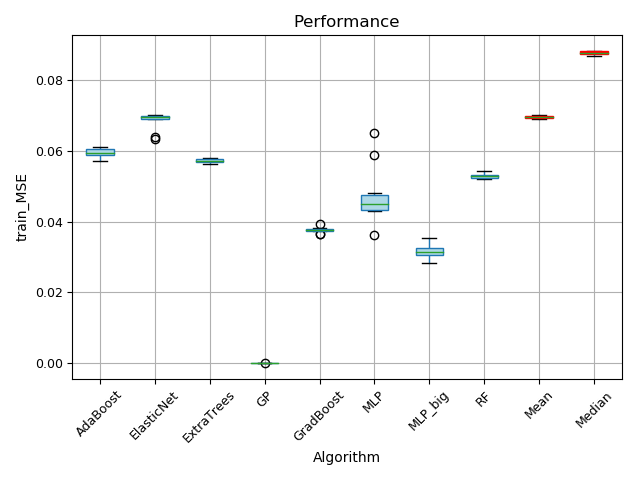 Performance
train_MSE
0.08
0.06
0.04
0.02
0.00
AdaBoost
ElasticNet
ExtraTrees
GP
GradBoost
MLP
MLP_big
RF
Mean
Median
Algorithm